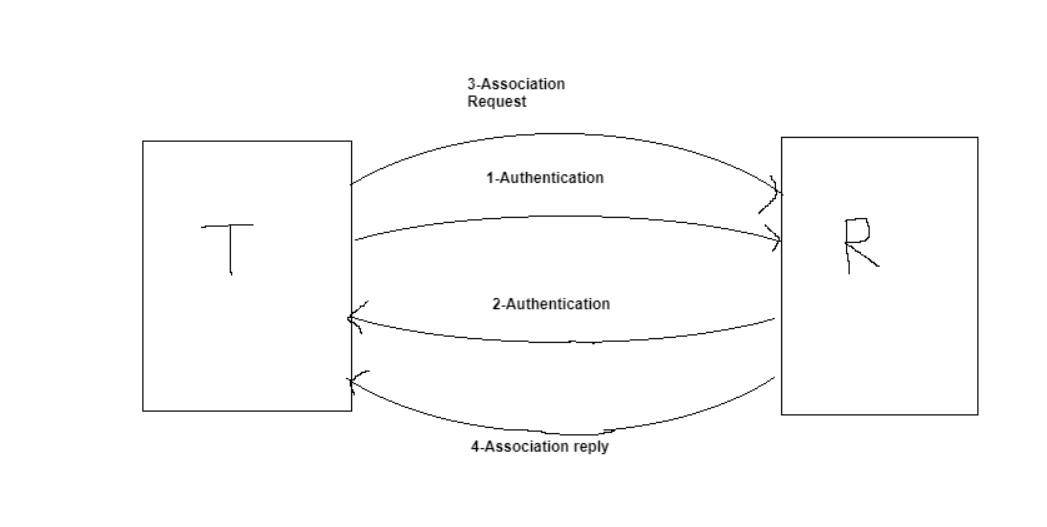 3-Association
Request
1-Authentication
T
R
2-Authentication
4-Association reply